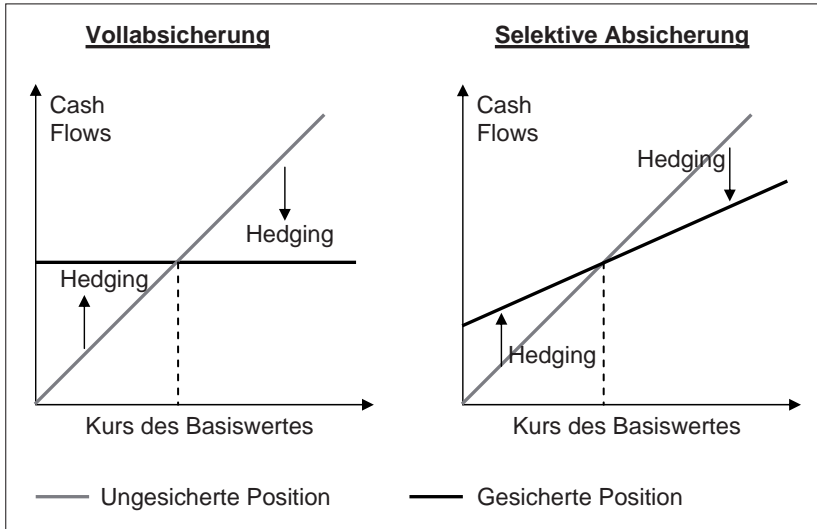 Vollabsicherung
Cash
Flows
Hedging
Hedging
Kurs des Basiswertes
Selektive Absicherung
Cash
Flows
Hedging
Hedging
Kurs des Basiswertes
Ungesicherte Position
Gesicherte Position